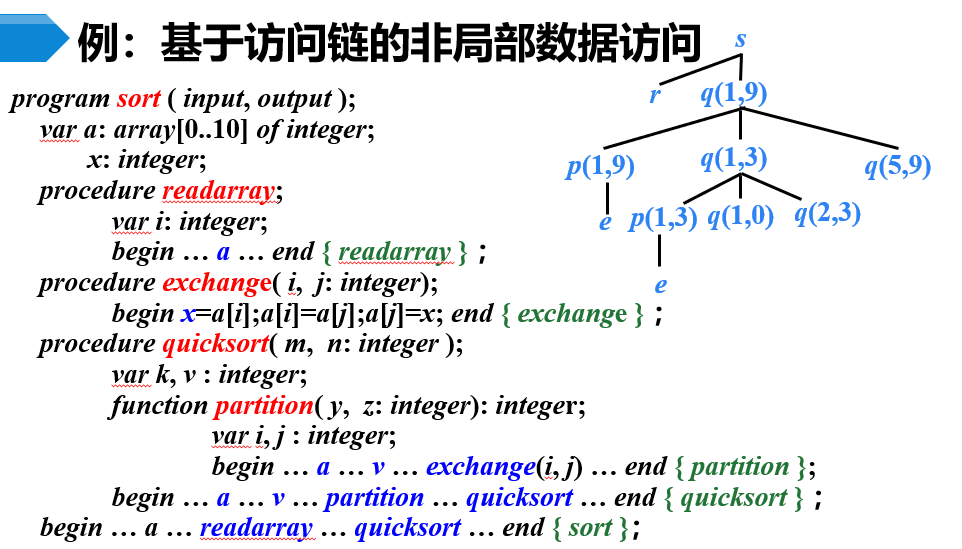 例：基于访问链的非局部数据访问
program sort ( input, output );
var a: array[0..10] of integer;
x: integer;
procedure readarray;
var i: integer;
begin … a … end { readarray } ；
procedure exchange( i, j: integer);
begin x=a[i];a[i]=a[j];a[j]=x; end { exchange } ；
procedure quicksort( m, n: integer );
var k, v : integer;
function partition( y, z: integer): integer;
var i, j : integer;
begin … a … v … exchange(i, j) … end { partition };
begin … a … v … partition … quicksort … end { quicksort } ；
begin … a … readarray … quicksort … end { sort }；
s
r q(1,9)
p(1,9) q(1,3) q(5,9)
e p(1,3) q(1,0) q(2,3)
e